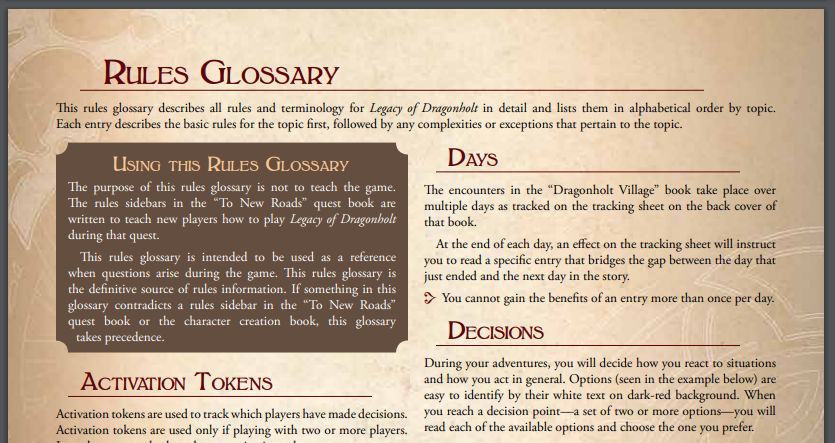 Rules Glossary
This rules glossary describes all rules and terminology for Legacy of Dragonholt in detail and lists them in alphabetical order by topic.
Each entry describes the basic rules for the topic first, followed by any complexities or exceptions that pertain to the topic.
Using this Rules Glossary
The purpose of this rules glossary is not to teach the game.
The rules sidebars in the “To New Roads” quest book are
written to teach new players how to play Legacy of Dragonholt
during that quest.
This rules glossary is intended to be used as a reference
when questions arise during the game. This rules glossary is
the definitive source of rules information. If something in this
glossary contradicts a rules sidebar in the “To New Roads”
quest book or the character creation book, this glossary
takes precedence.
Activation Tokens
Activation tokens are used to track which players have made decisions.
Activation tokens are used only if playing with two or more players.
Days
The encounters in the “Dragonholt Village” book take place over
multiple days as tracked on the tracking sheet on the back cover of
that book.
At the end of each day, an effect on the tracking sheet will instruct
you to read a specific entry that bridges the gap between the day that
just ended and the next day in the story.
You cannot gain the benefits of an entry more than once per day.
Decisions
During your adventures, you will decide how you react to situations
and how you act in general. Options (seen in the example below) are
easy to identify by their white text on dark-red background. When
you reach a decision point—a set of two or more options—you will
read each of the available options and choose the one you prefer.